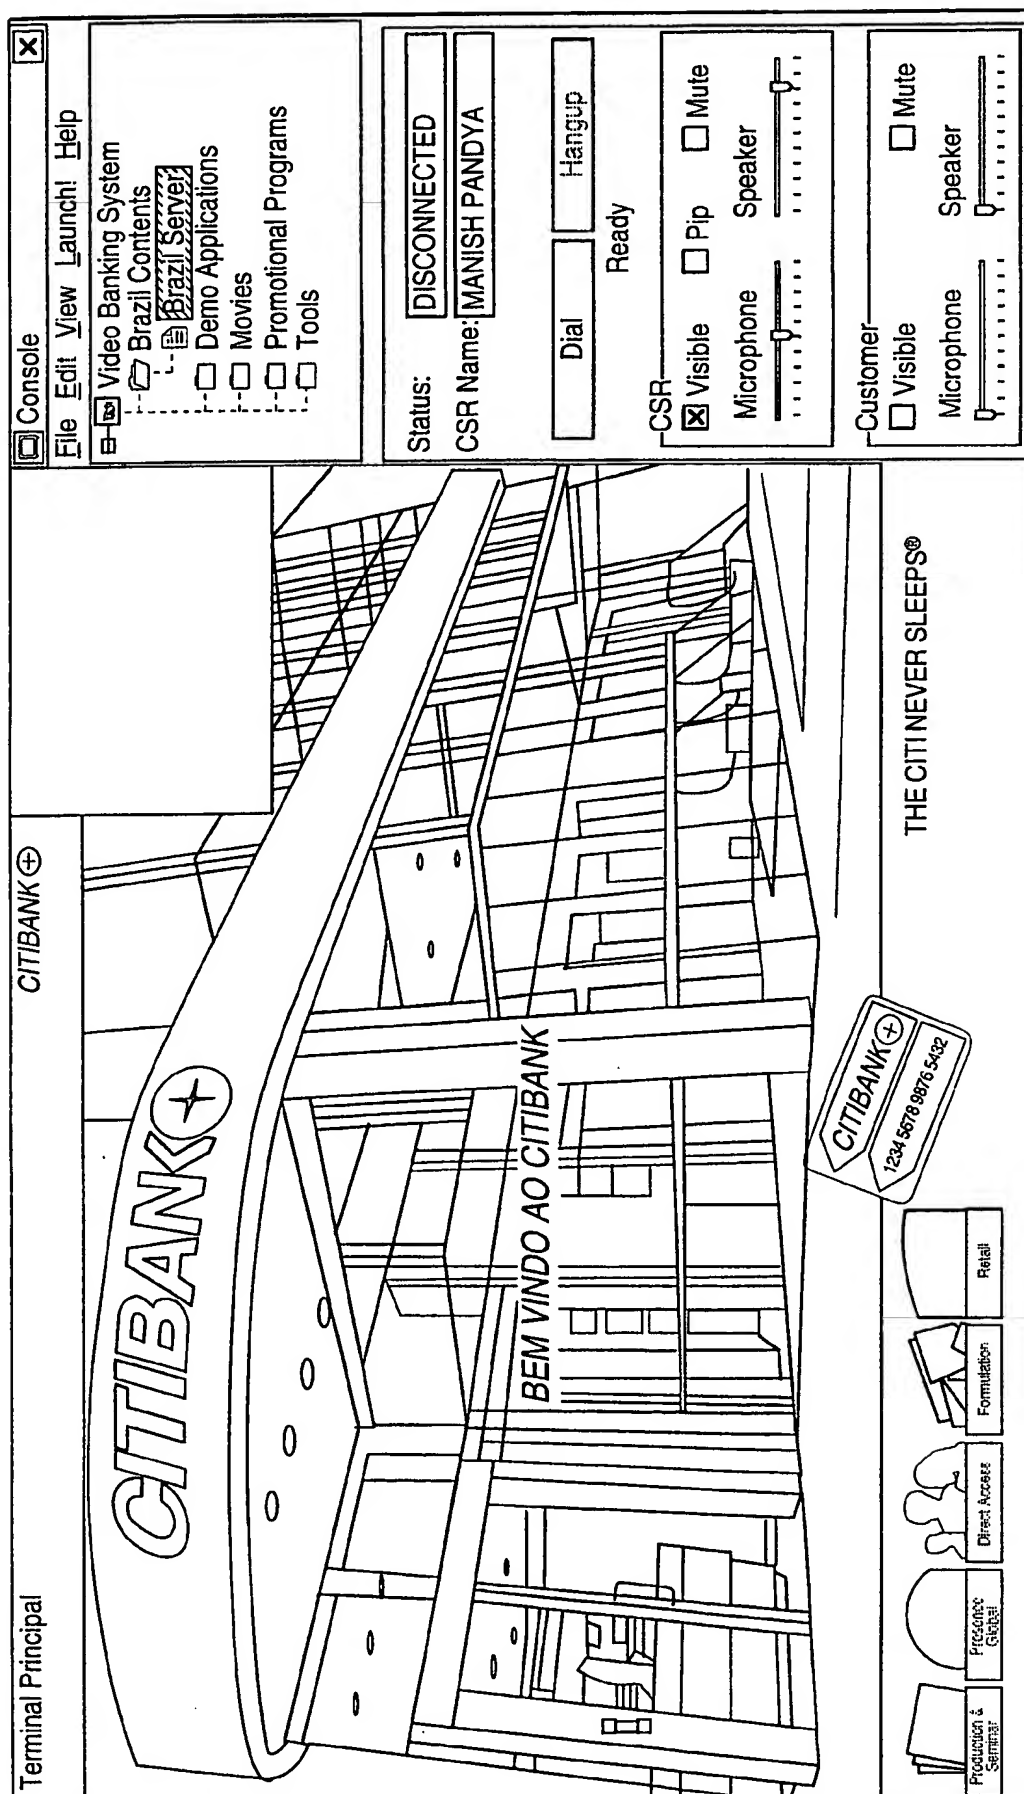 Terminal Principal
CITIBANK
CITIBANK
BEM VINDO AO CITIBANK
CITIBANK
1234 5678 9876 5432
Production &
Seminar
Presence
Global
Direct Access
Formulation
Retail
THE CITI NEVER SLEEPS®
Console
File Edit View Launch! Help
Video Banking System
Brazil Contents
Brazil Server
Demo Applications
Movies
Promotional Programs
Tools
Status: DISCONNECTED
CSR Name: MANISH PANDYA
Dial Hangup
Ready
CSR
Visible Pip Mute
Microphone Speaker
Customer
Visible Mute
Microphone Speaker